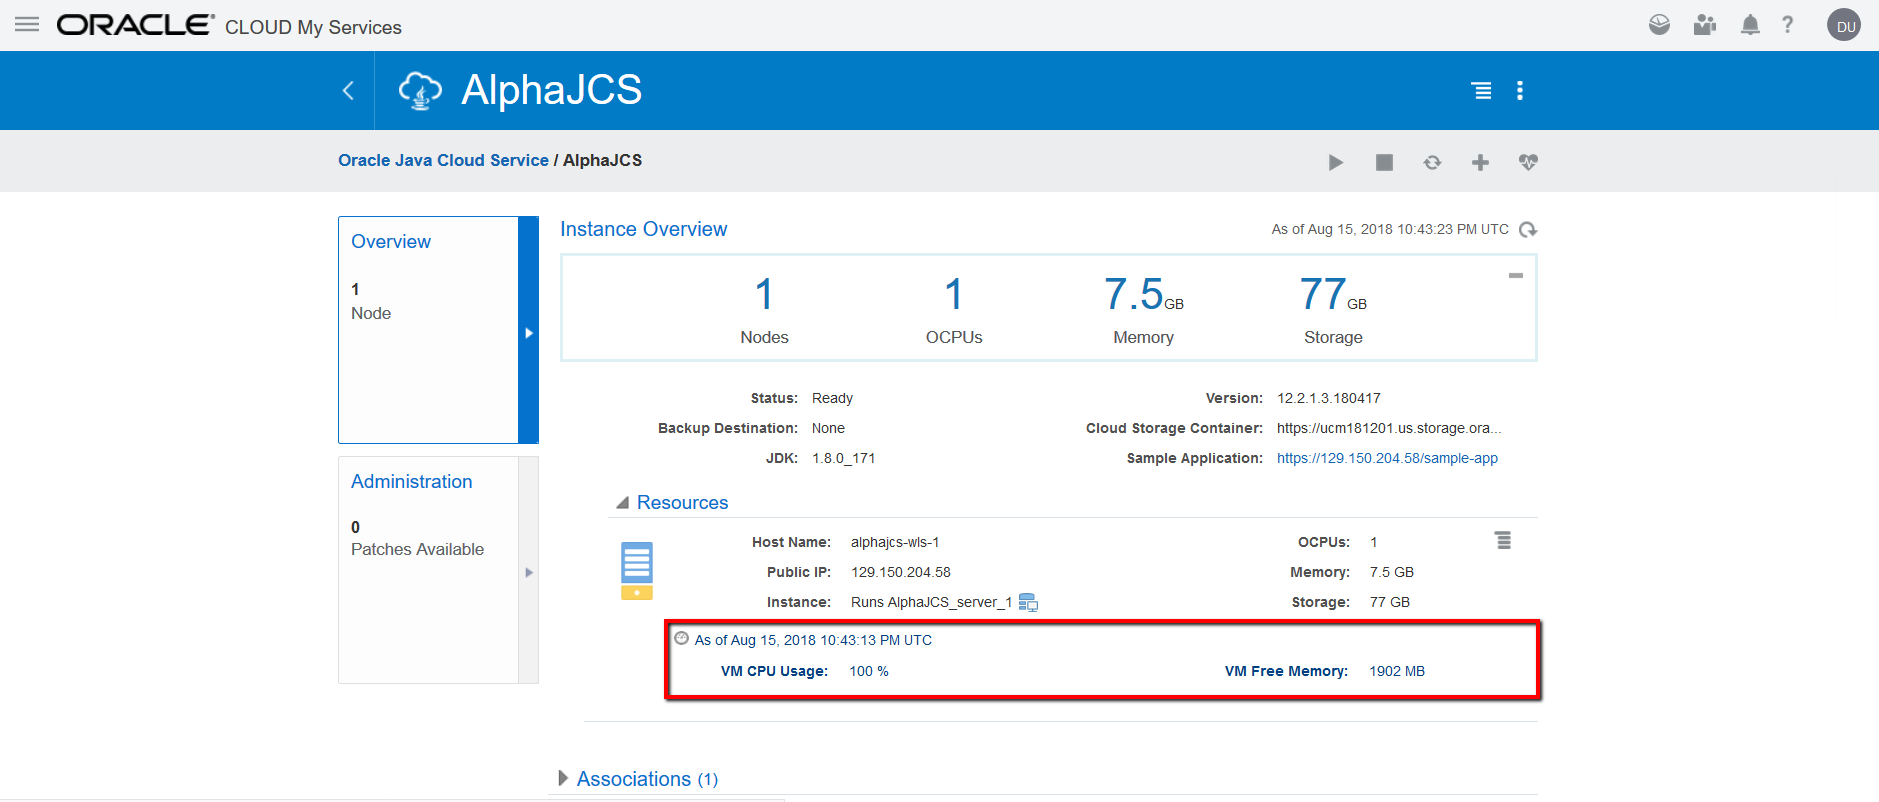 ORACLE® CLOUD My Services
DU
AlphaJCS
Oracle Java Cloud Service / AlphaJCS
Overview
1
Node
Administration
0
Patches Available
Instance Overview
As of Aug 15, 2018 10:43:23 PM UTC
1 1 7.5 GB 77 GB
Nodes OCPUs Memory Storage
Status: Ready Version: 12.2.1.3.180417
Backup Destination: None Cloud Storage Container: https://ucm181201.us.storage.ora...
JDK: 1.8.0_171 Sample Application: https://129.150.204.58/sample-app
Resources
Host Name: alphajcs-wls-1 OCPUs: 1
Public IP: 129.150.204.58 Memory: 7.5 GB
Instance: Runs AlphaJCS_server_1 Storage: 77 GB
As of Aug 15, 2018 10:43:13 PM UTC
VM CPU Usage: 100 % VM Free Memory: 1902 MB
Associations (1)